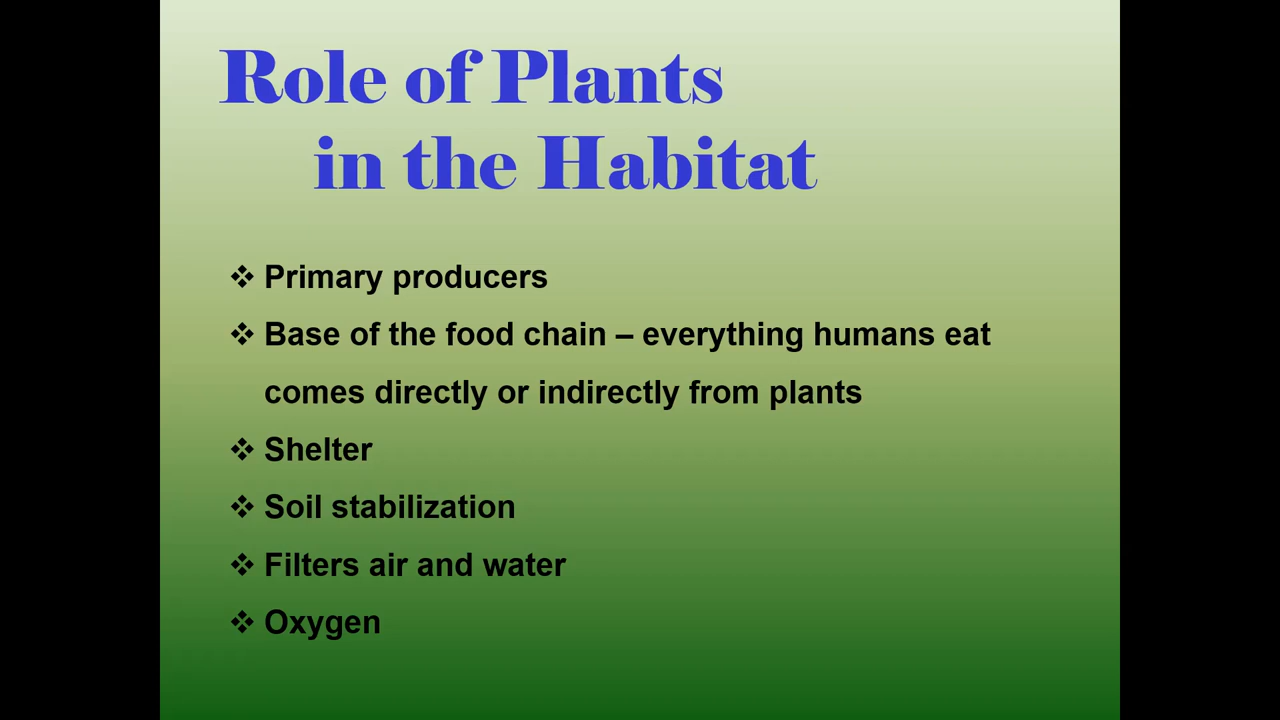 Role of Plants
in the Habitat
❖ Primary producers
❖ Base of the food chain – everything humans eat
comes directly or indirectly from plants
❖ Shelter
❖ Soil stabilization
❖ Filters air and water
❖ Oxygen